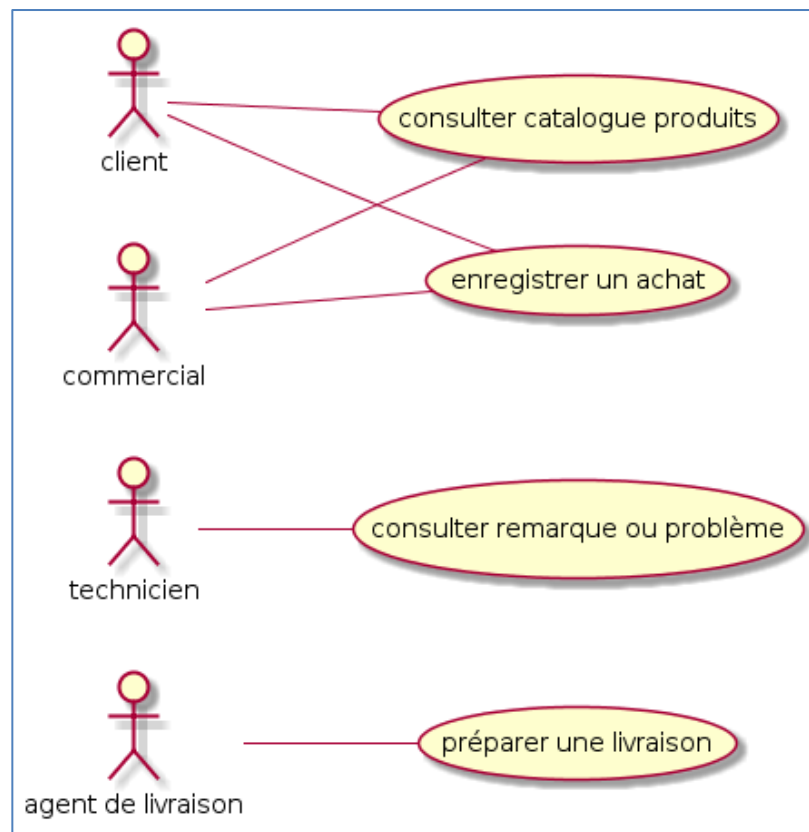 client
consulter catalogue produits
enregistrer un achat
commercial
consulter remarque ou problème
technicien
préparer une livraison
agent de livraison